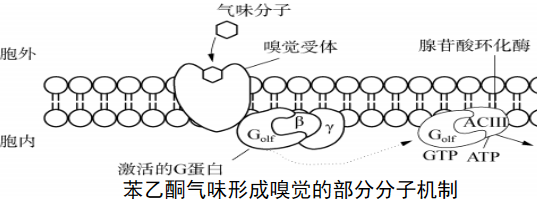 气味分子
胞外
嗅觉受体
腺苷酸环化酶
胞内
Golf
β
γ
ACIII
Golf
激活的G蛋白
GTP
ATP
苯乙酮气味形成嗅觉的部分分子机制